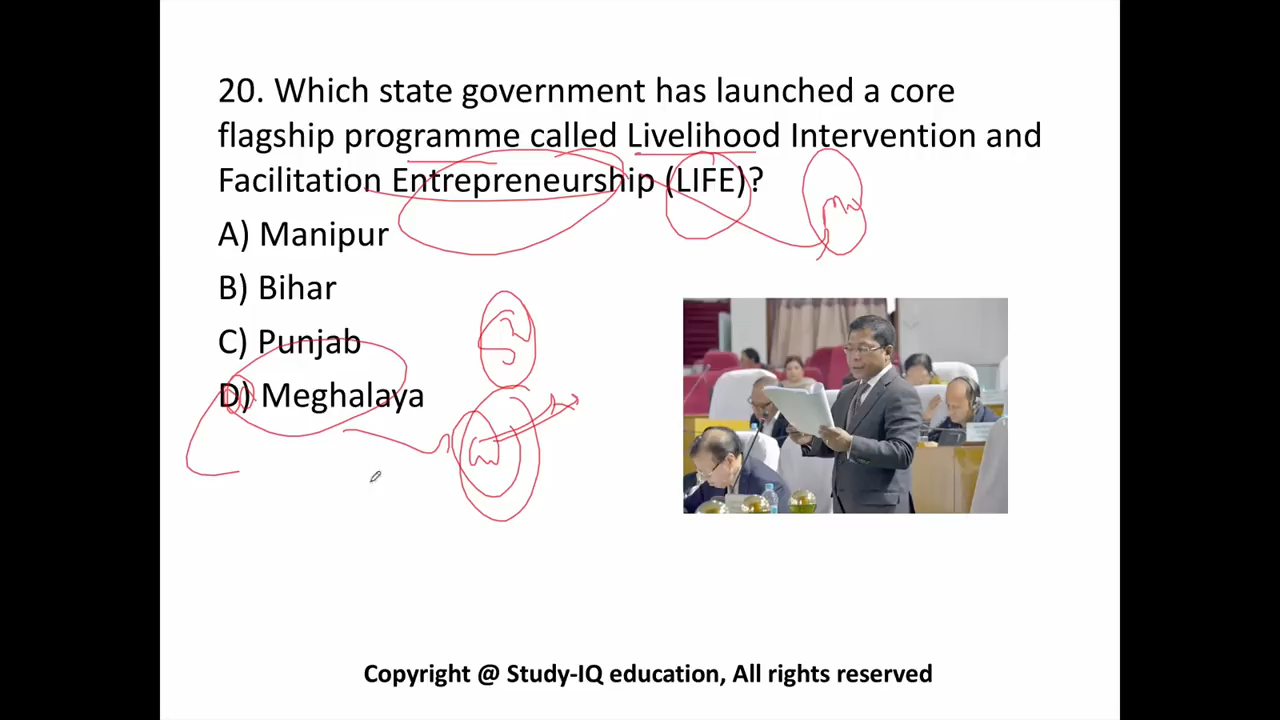 20. Which state government has launched a core
flagship programme called Livelihood Intervention and
Facilitation Entrepreneurship (LIFE)?
A) Manipur
B) Bihar
C) Punjab
D) Meghalaya
Copyright @ Study-IQ education, All rights reserved